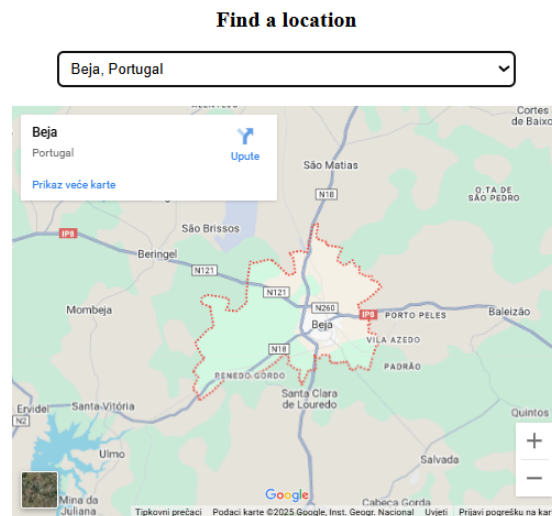 Find a location
Beja, Portugal
Beja
Portugal
Upute
Prikaz veće karte
Cortes
de Baixo
São Matias
N18
Q.TA DE
SÃO PEDRO
São Brissos
IP8
Beringel
N121
N121
Mombeja
N260
IP8
PORTO PELES
Baleizão
Beja
VILA AZEDO
N18
PADRÃO
PENEDO GORDO
Santa Clara
de Louredo
Ervidel
Santa Vitória
N2
Quintos
Ulmo
Salvada
+
−
Mina da
Juliana
Google
Cabeça Gorda
Tipkovni prečaci
Podaci karte ©2025 Google, Inst. Geogr. Nacional
Uvjeti
Prijavi pogrešku na kar